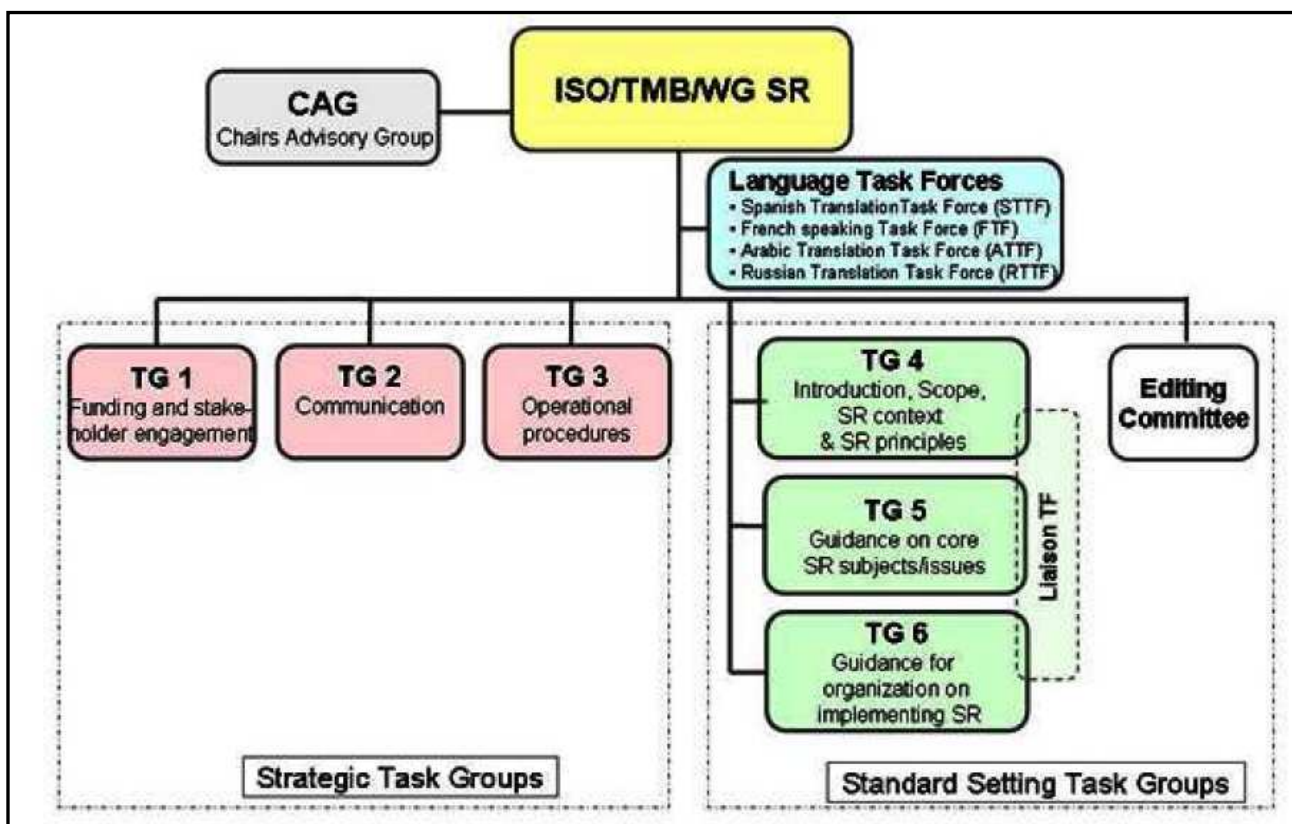 ISO/TMB/WG SR
CAG
Chairs Advisory Group
Language Task Forces
• Spanish TranslationTask Force (STTF)
• French speaking Task Force (FTF)
• Arabic Translation Task Force (ATTF)
• Russian Translation Task Force (RTTF)
TG 1
Funding and stake-
holder engagement
TG 2
Communication
TG 3
Operational
procedures
TG 4
Introduction, Scope,
SR context
& SR principles
TG 5
Guidance on core
SR subjects/issues
TG 6
Guidance for
organization on
implementing SR
Liaison TF
Editing
Committee
Strategic Task Groups
Standard Setting Task Groups